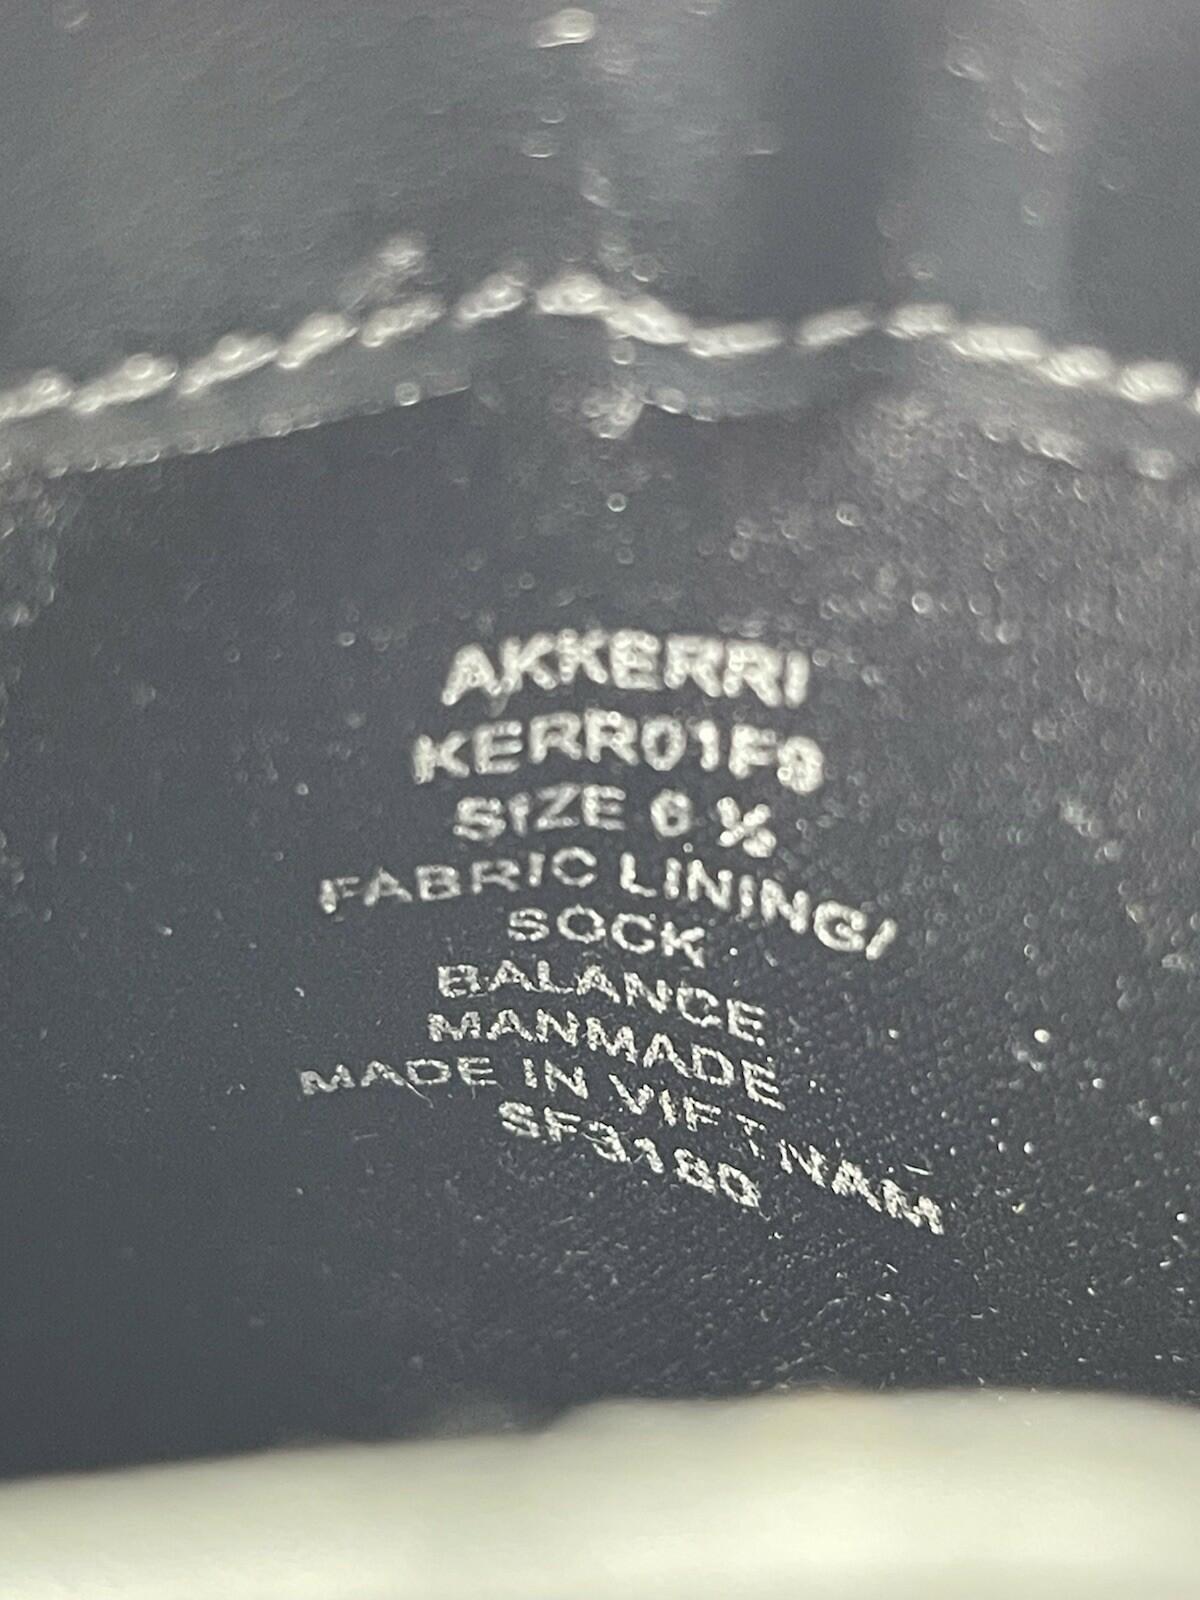 AKKERRI
KERR01F9
SIZE 6 ½
FABRIC LINING/
SOCK
BALANCE
MANMADE
MADE IN VIETNAM
SF3180